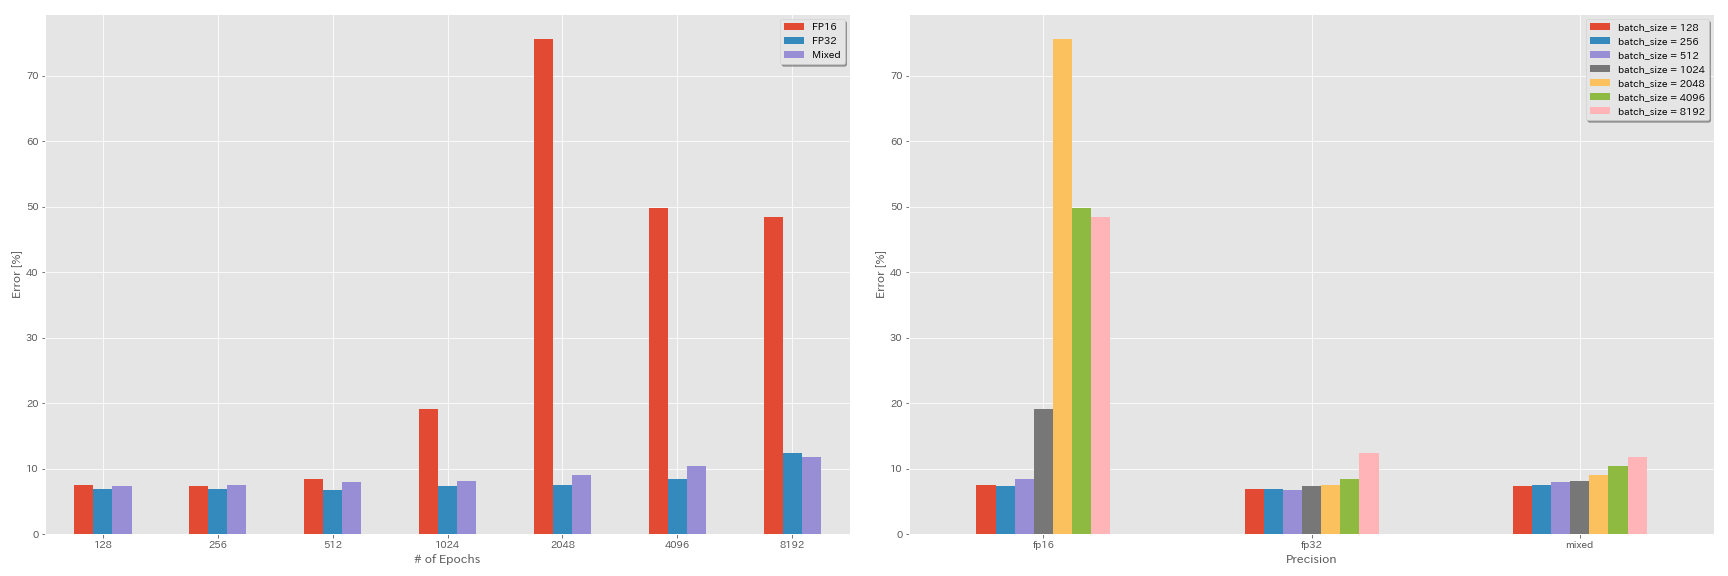 FP16
FP32
Mixed
70
60
50
40
30
20
10
0
Error [%]
128 256 512 1024 2048 4096 8192
# of Epochs
batch_size = 128
batch_size = 256
batch_size = 512
batch_size = 1024
batch_size = 2048
batch_size = 4096
batch_size = 8192
70
60
50
40
30
20
10
0
Error [%]
fp16 fp32 mixed
Precision